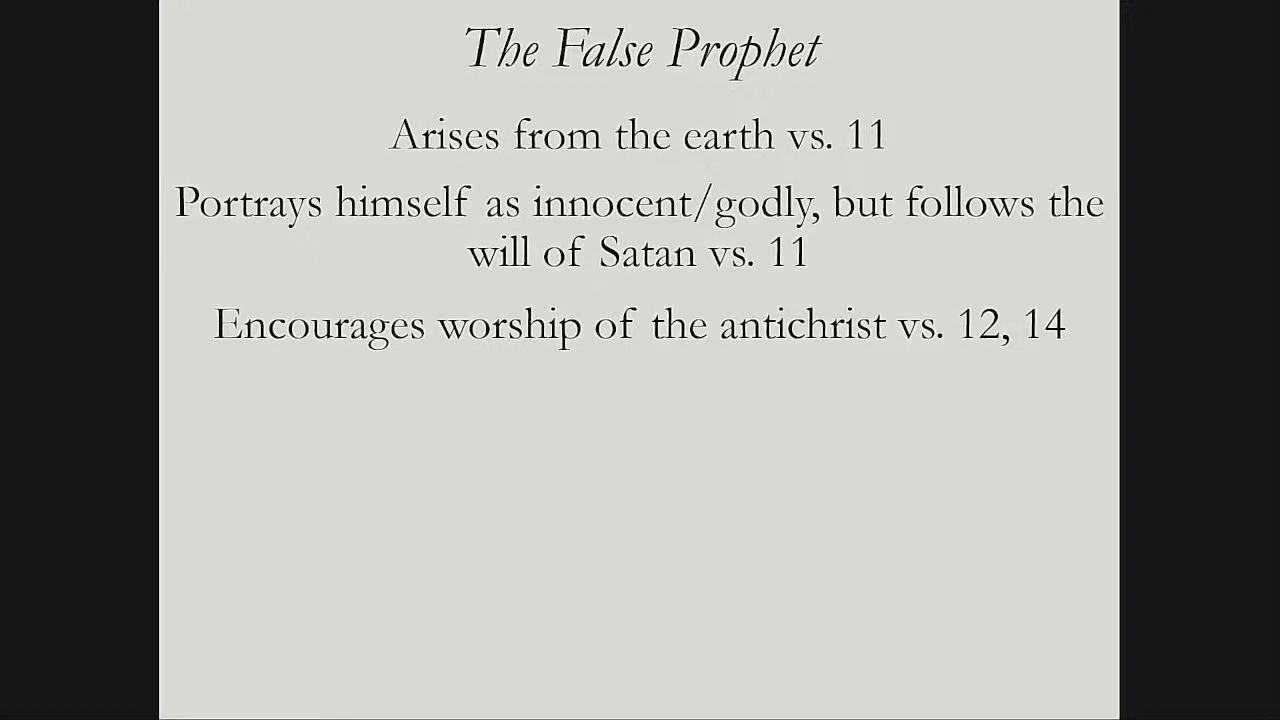 The False Prophet
Arises from the earth vs. 11
Portrays himself as innocent/godly, but follows the
will of Satan vs. 11
Encourages worship of the antichrist vs. 12, 14